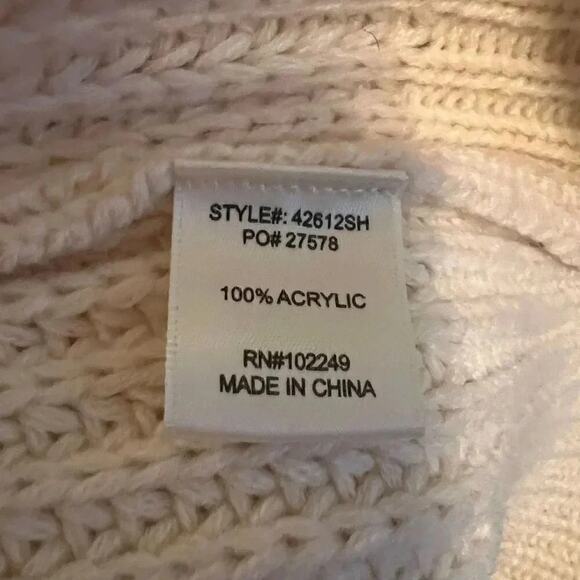 STYLE#: 42612SH
PO# 27578
100% ACRYLIC
RN#102249
MADE IN CHINA